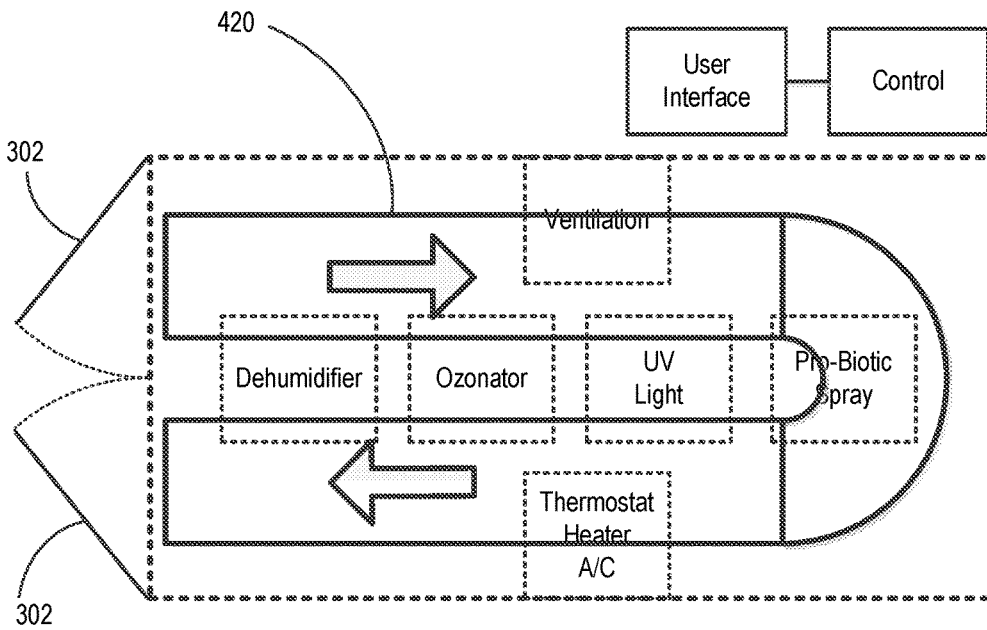 420
User
Interface
Control
302
Ventilation
Dehumidifier
Ozonator
UV
Light
Pro-Biotic
Spray
Thermostat
Heater
A/C
302